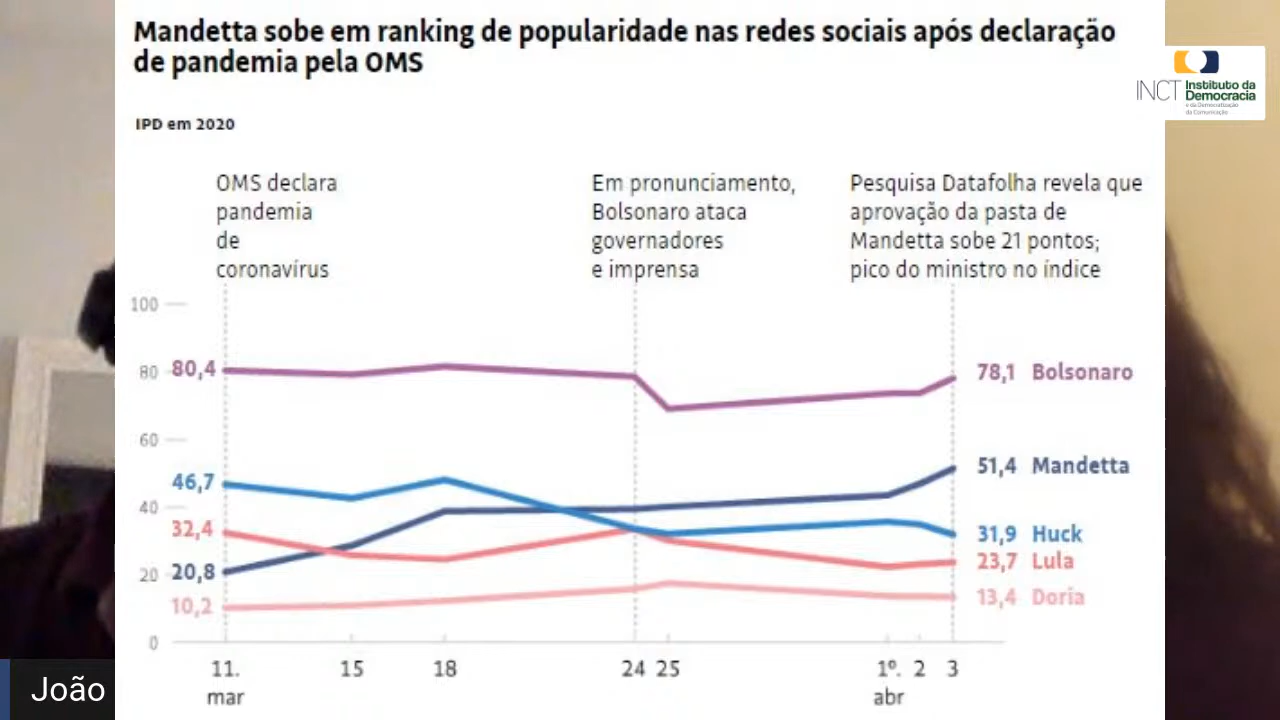 Mandetta sobe em ranking de popularidade nas redes sociais após declaração
de pandemia pela OMS
INCT Instituto da
Democracia
e da Democratização
da Comunicação
IPD em 2020
OMS declara
pandemia
de
coronavírus
Em pronunciamento,
Bolsonaro ataca
governadores
e imprensa
Pesquisa Datafolha revela que
aprovação da pasta de
Mandetta sobe 21 pontos;
pico do ministro no índice
100
80
60
40
20
0
80,4
46,7
32,4
20,8
10,2
78,1 Bolsonaro
51,4 Mandetta
31,9 Huck
23,7 Lula
13,4 Doria
11. 15 18 24 25 1º. 2 3
mar abr
João